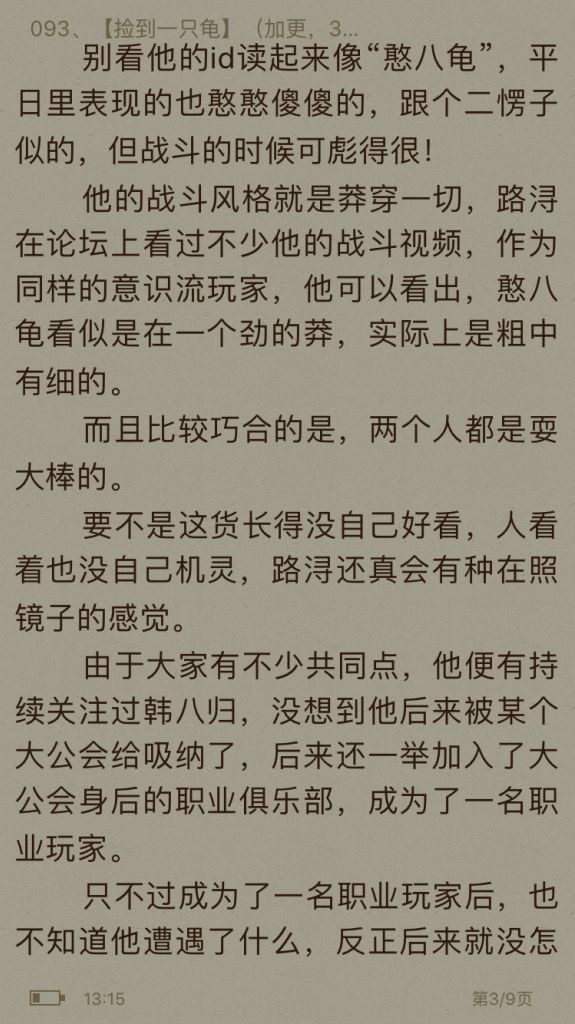 093、【捡到一只龟】（加更，3...
别看他的id读起来像“憨八龟”，平
日里表现的也憨憨傻傻的，跟个二愣子
似的，但战斗的时候可彪得很！
他的战斗风格就是莽穿一切，路浔
在论坛上看过不少他的战斗视频，作为
同样的意识流玩家，他可以看出，憨八
龟看似是在一个劲的莽，实际上是粗中
有细的。
而且比较巧合的是，两个人都是耍
大棒的。
要不是这货长得没自己好看，人看
着也没自己机灵，路浔还真会有种在照
镜子的感觉。
由于大家有不少共同点，他便有持
续关注过韩八归，没想到他后来被某个
大公会给吸纳了，后来还一举加入了大
公会身后的职业俱乐部，成为了一名职
业玩家。
只不过成为了一名职业玩家后，也
不知道他遭遇了什么，反正后来就没怎
13:15 第3/9页